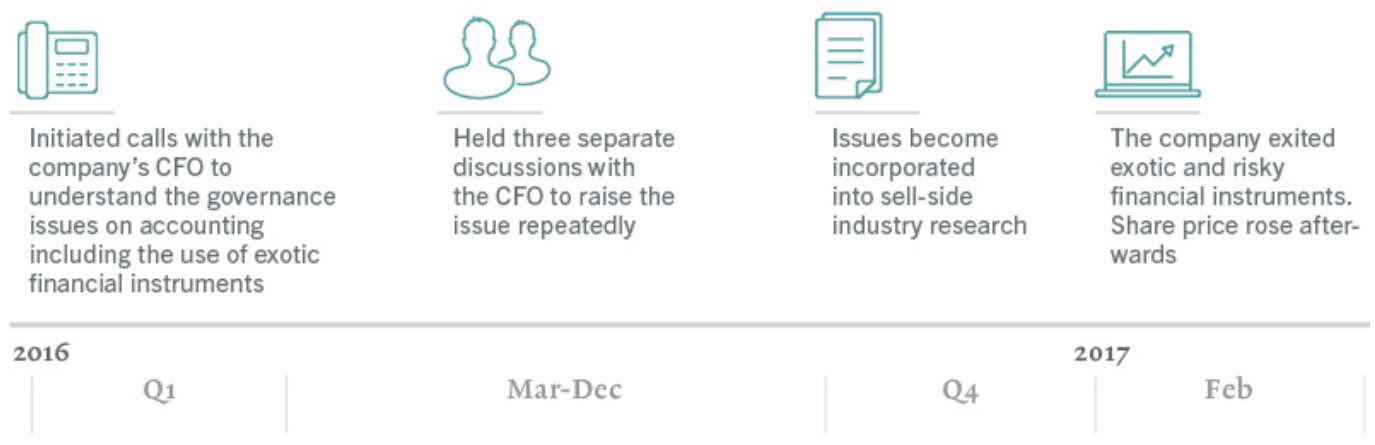 Initiated calls with the
company's CFO to
understand the governance
issues on accounting
including the use of exotic
financial instruments
Held three separate
discussions with
the CFO to raise the
issue repeatedly
Issues become
incorporated
into sell-side
industry research
The company exited
exotic and risky
financial instruments.
Share price rose after-
wards
2016
2017
Q1
Mar-Dec
Q4
Feb